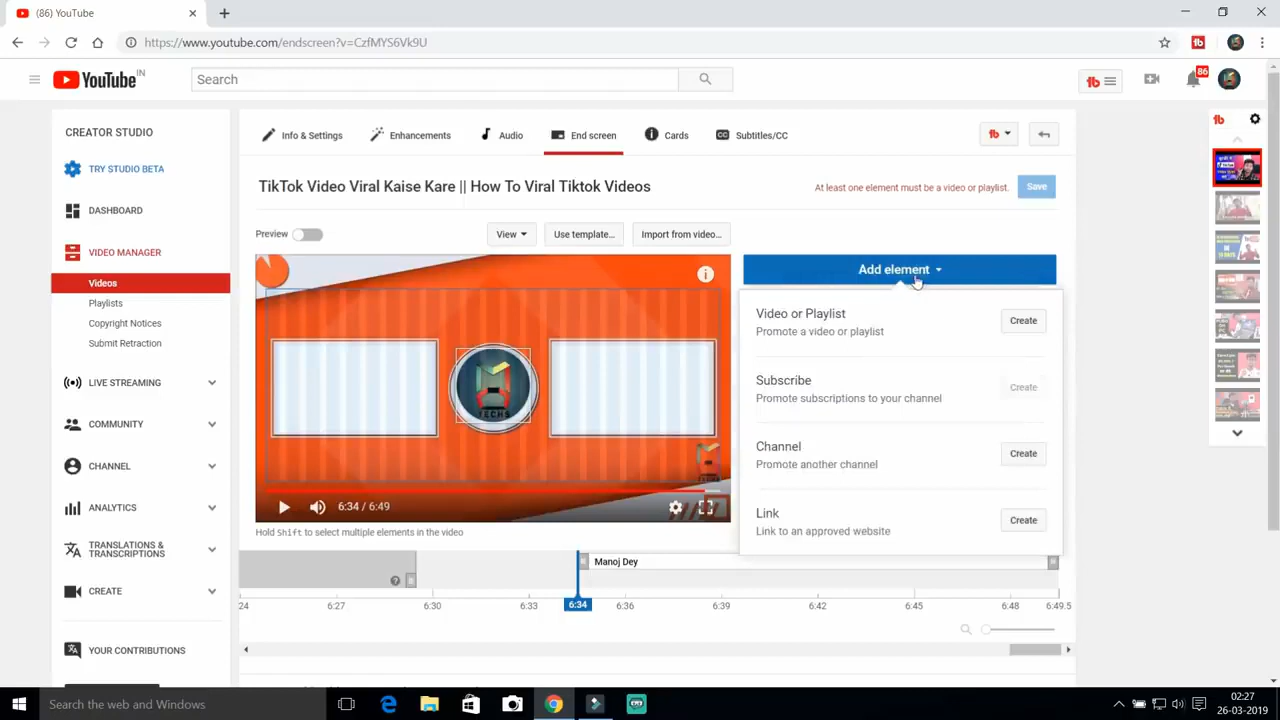 (86) YouTube
https://www.youtube.com/endscreen?v=CzfMYS6Vk9U
YouTube IN
Search
86
CREATOR STUDIO
TRY STUDIO BETA
DASHBOARD
VIDEO MANAGER
Videos
Playlists
Copyright Notices
Submit Retraction
LIVE STREAMING
COMMUNITY
CHANNEL
ANALYTICS
TRANSLATIONS &
TRANSCRIPTIONS
CREATE
YOUR CONTRIBUTIONS
Info & Settings
Enhancements
Audio
End screen
Cards
CC Subtitles/CC
TikTok Video Viral Kaise Kare || How To Viral Tiktok Videos
At least one element must be a video or playlist.
Save
Preview
View
Use template...
Import from video...
Add element
Video or Playlist
Promote a video or playlist
Create
Subscribe
Promote subscriptions to your channel
Create
Channel
Promote another channel
Create
Link
Link to an approved website
Create
TECHS
6:34 / 6:49
Hold Shift to select multiple elements in the video
Manoj Dey
24
6:27
6:30
6:33
6:34
6:36
6:39
6:42
6:45
6:48
6:49.5
Search the web and Windows
02:27
26-03-2019